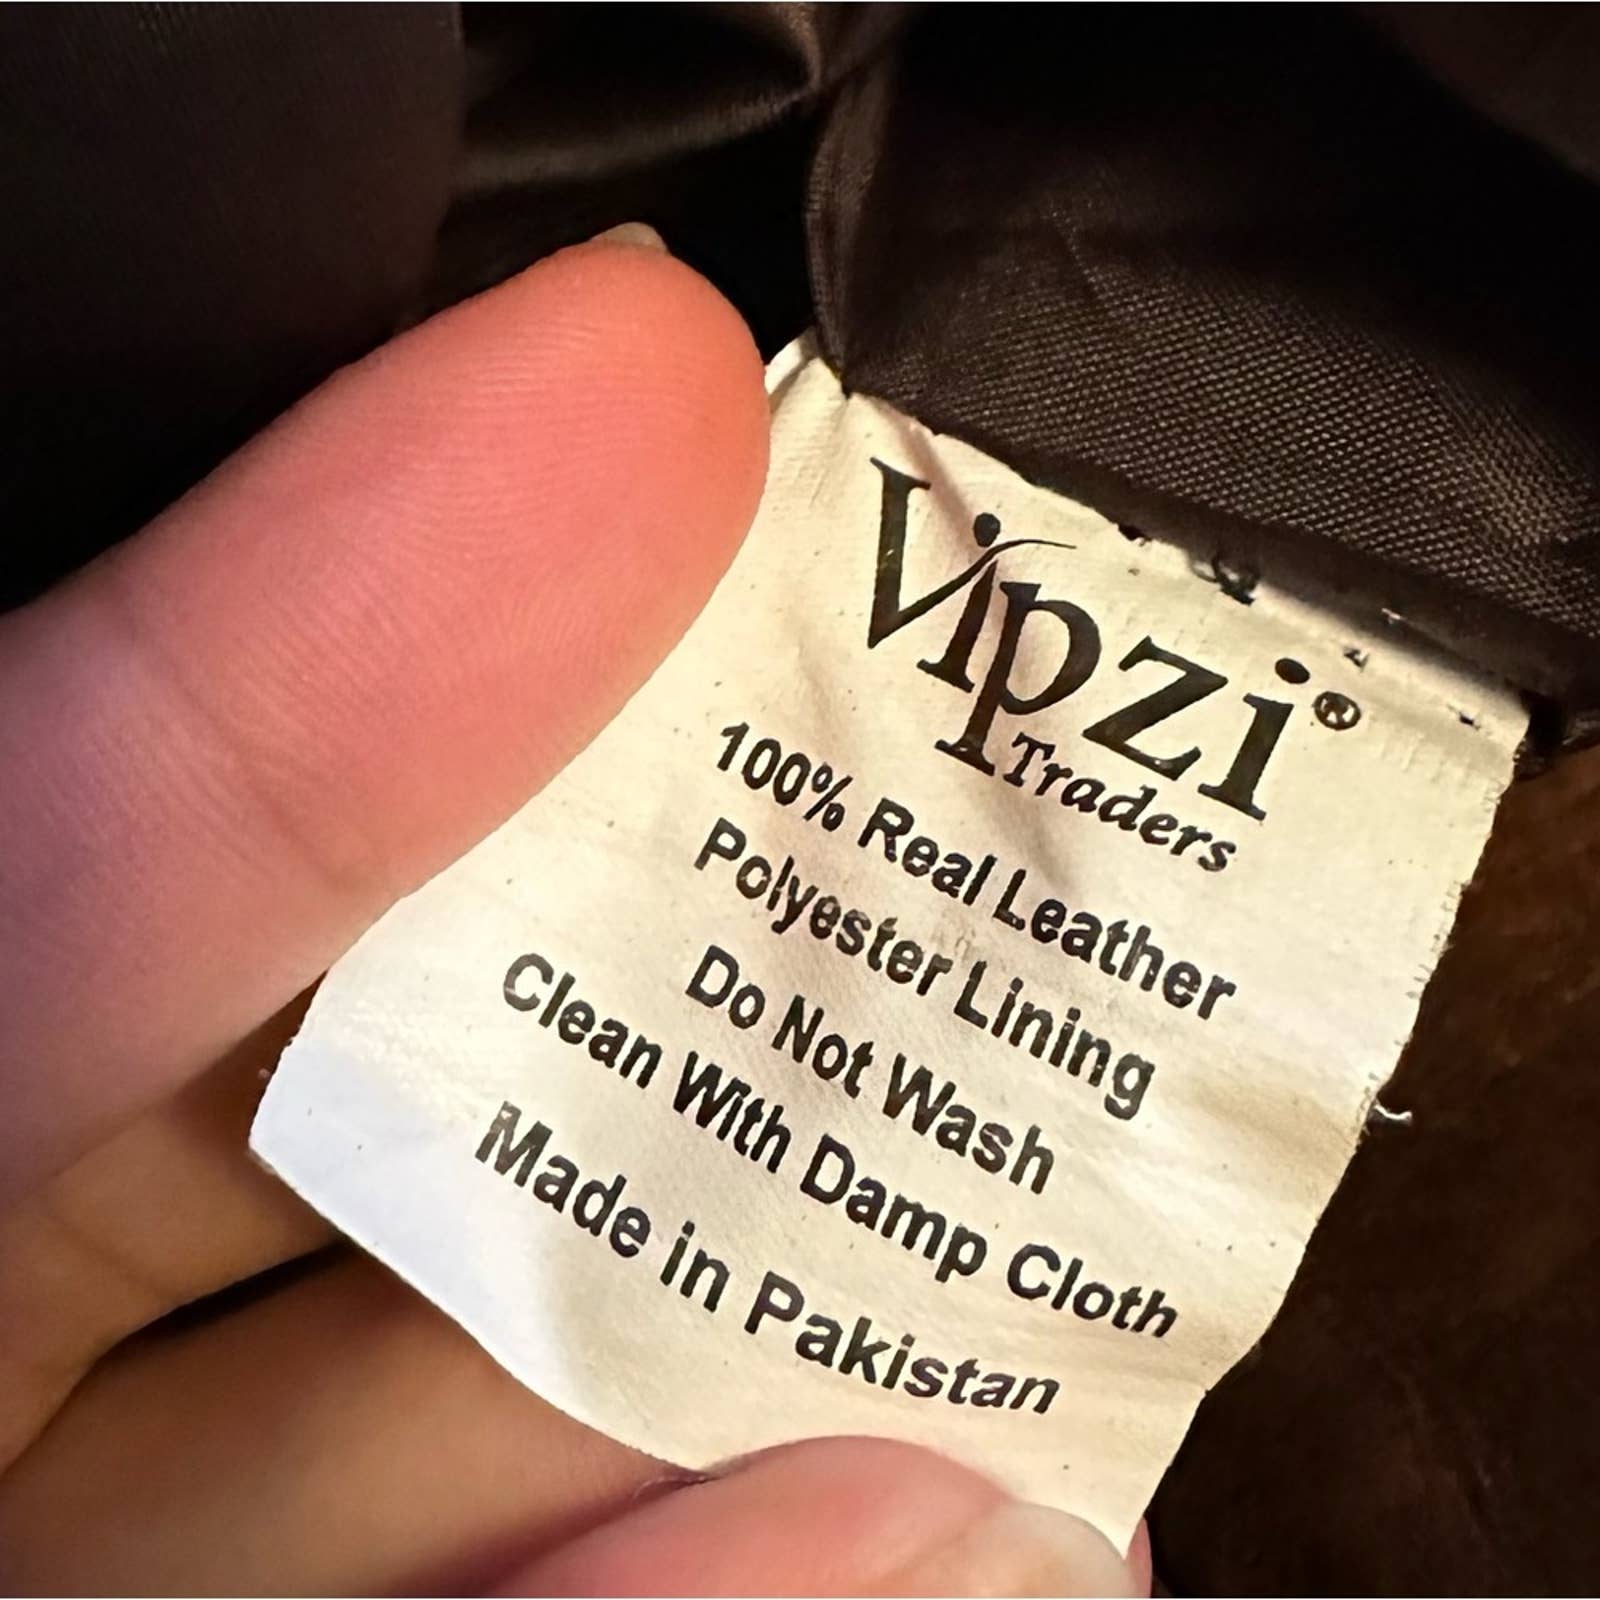 Vipzi®
Traders
100% Real Leather
Polyester Lining
Do Not Wash
Clean With Damp Cloth
Made in Pakistan